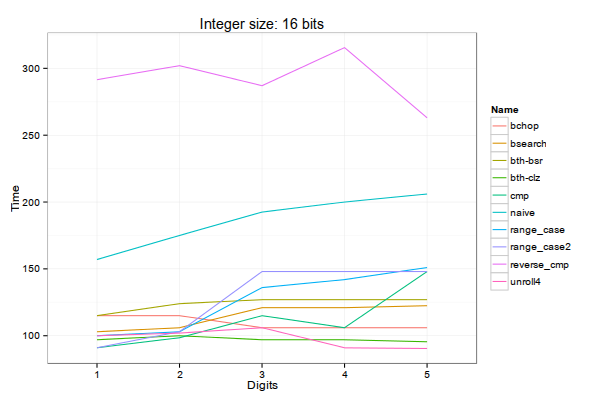 Integer size: 16 bits
300
250
200
150
100
Time
1 2 3 4 5
Digits
Name
bchop
bsearch
bth-bsr
bth-clz
cmp
naive
range_case
range_case2
reverse_cmp
unroll4